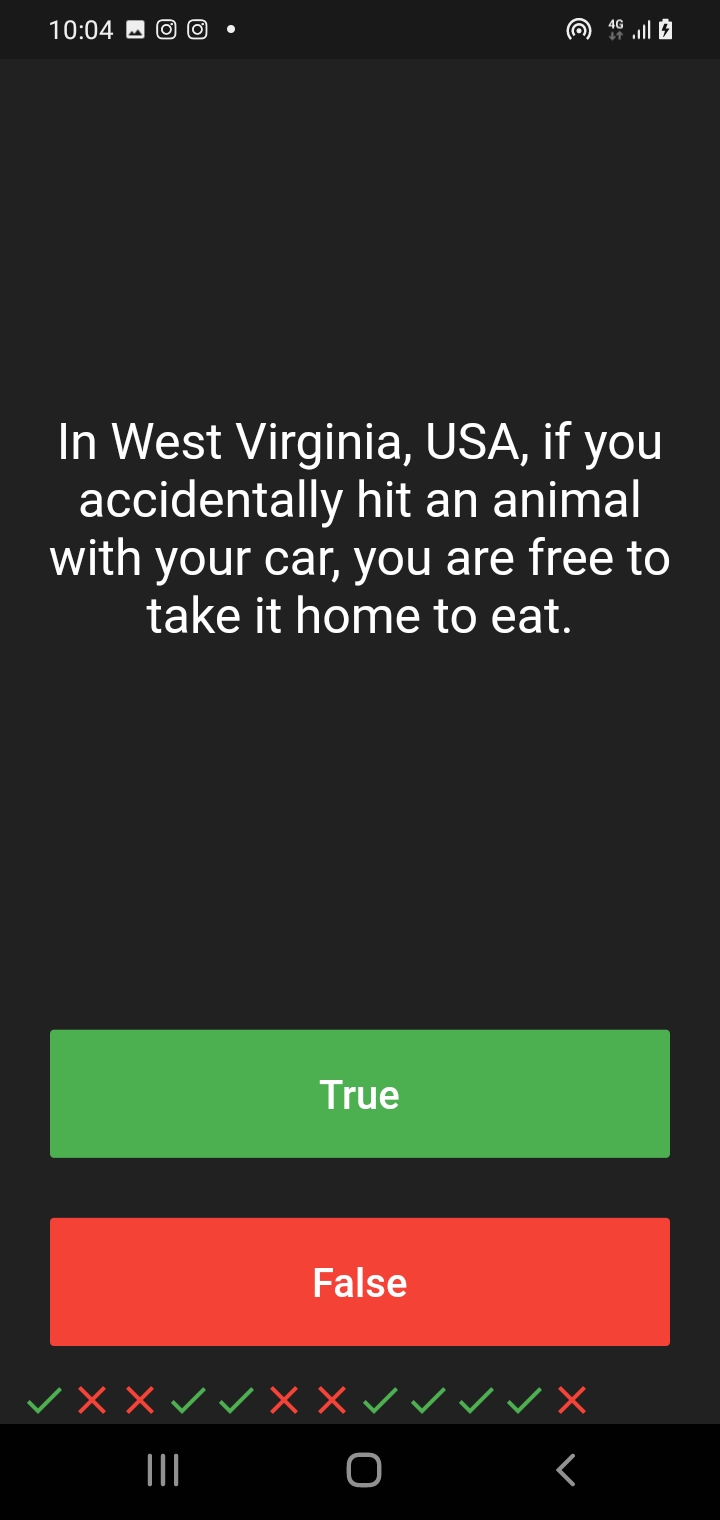 10:04
4G
In West Virginia, USA, if you
accidentally hit an animal
with your car, you are free to
take it home to eat.
True
False